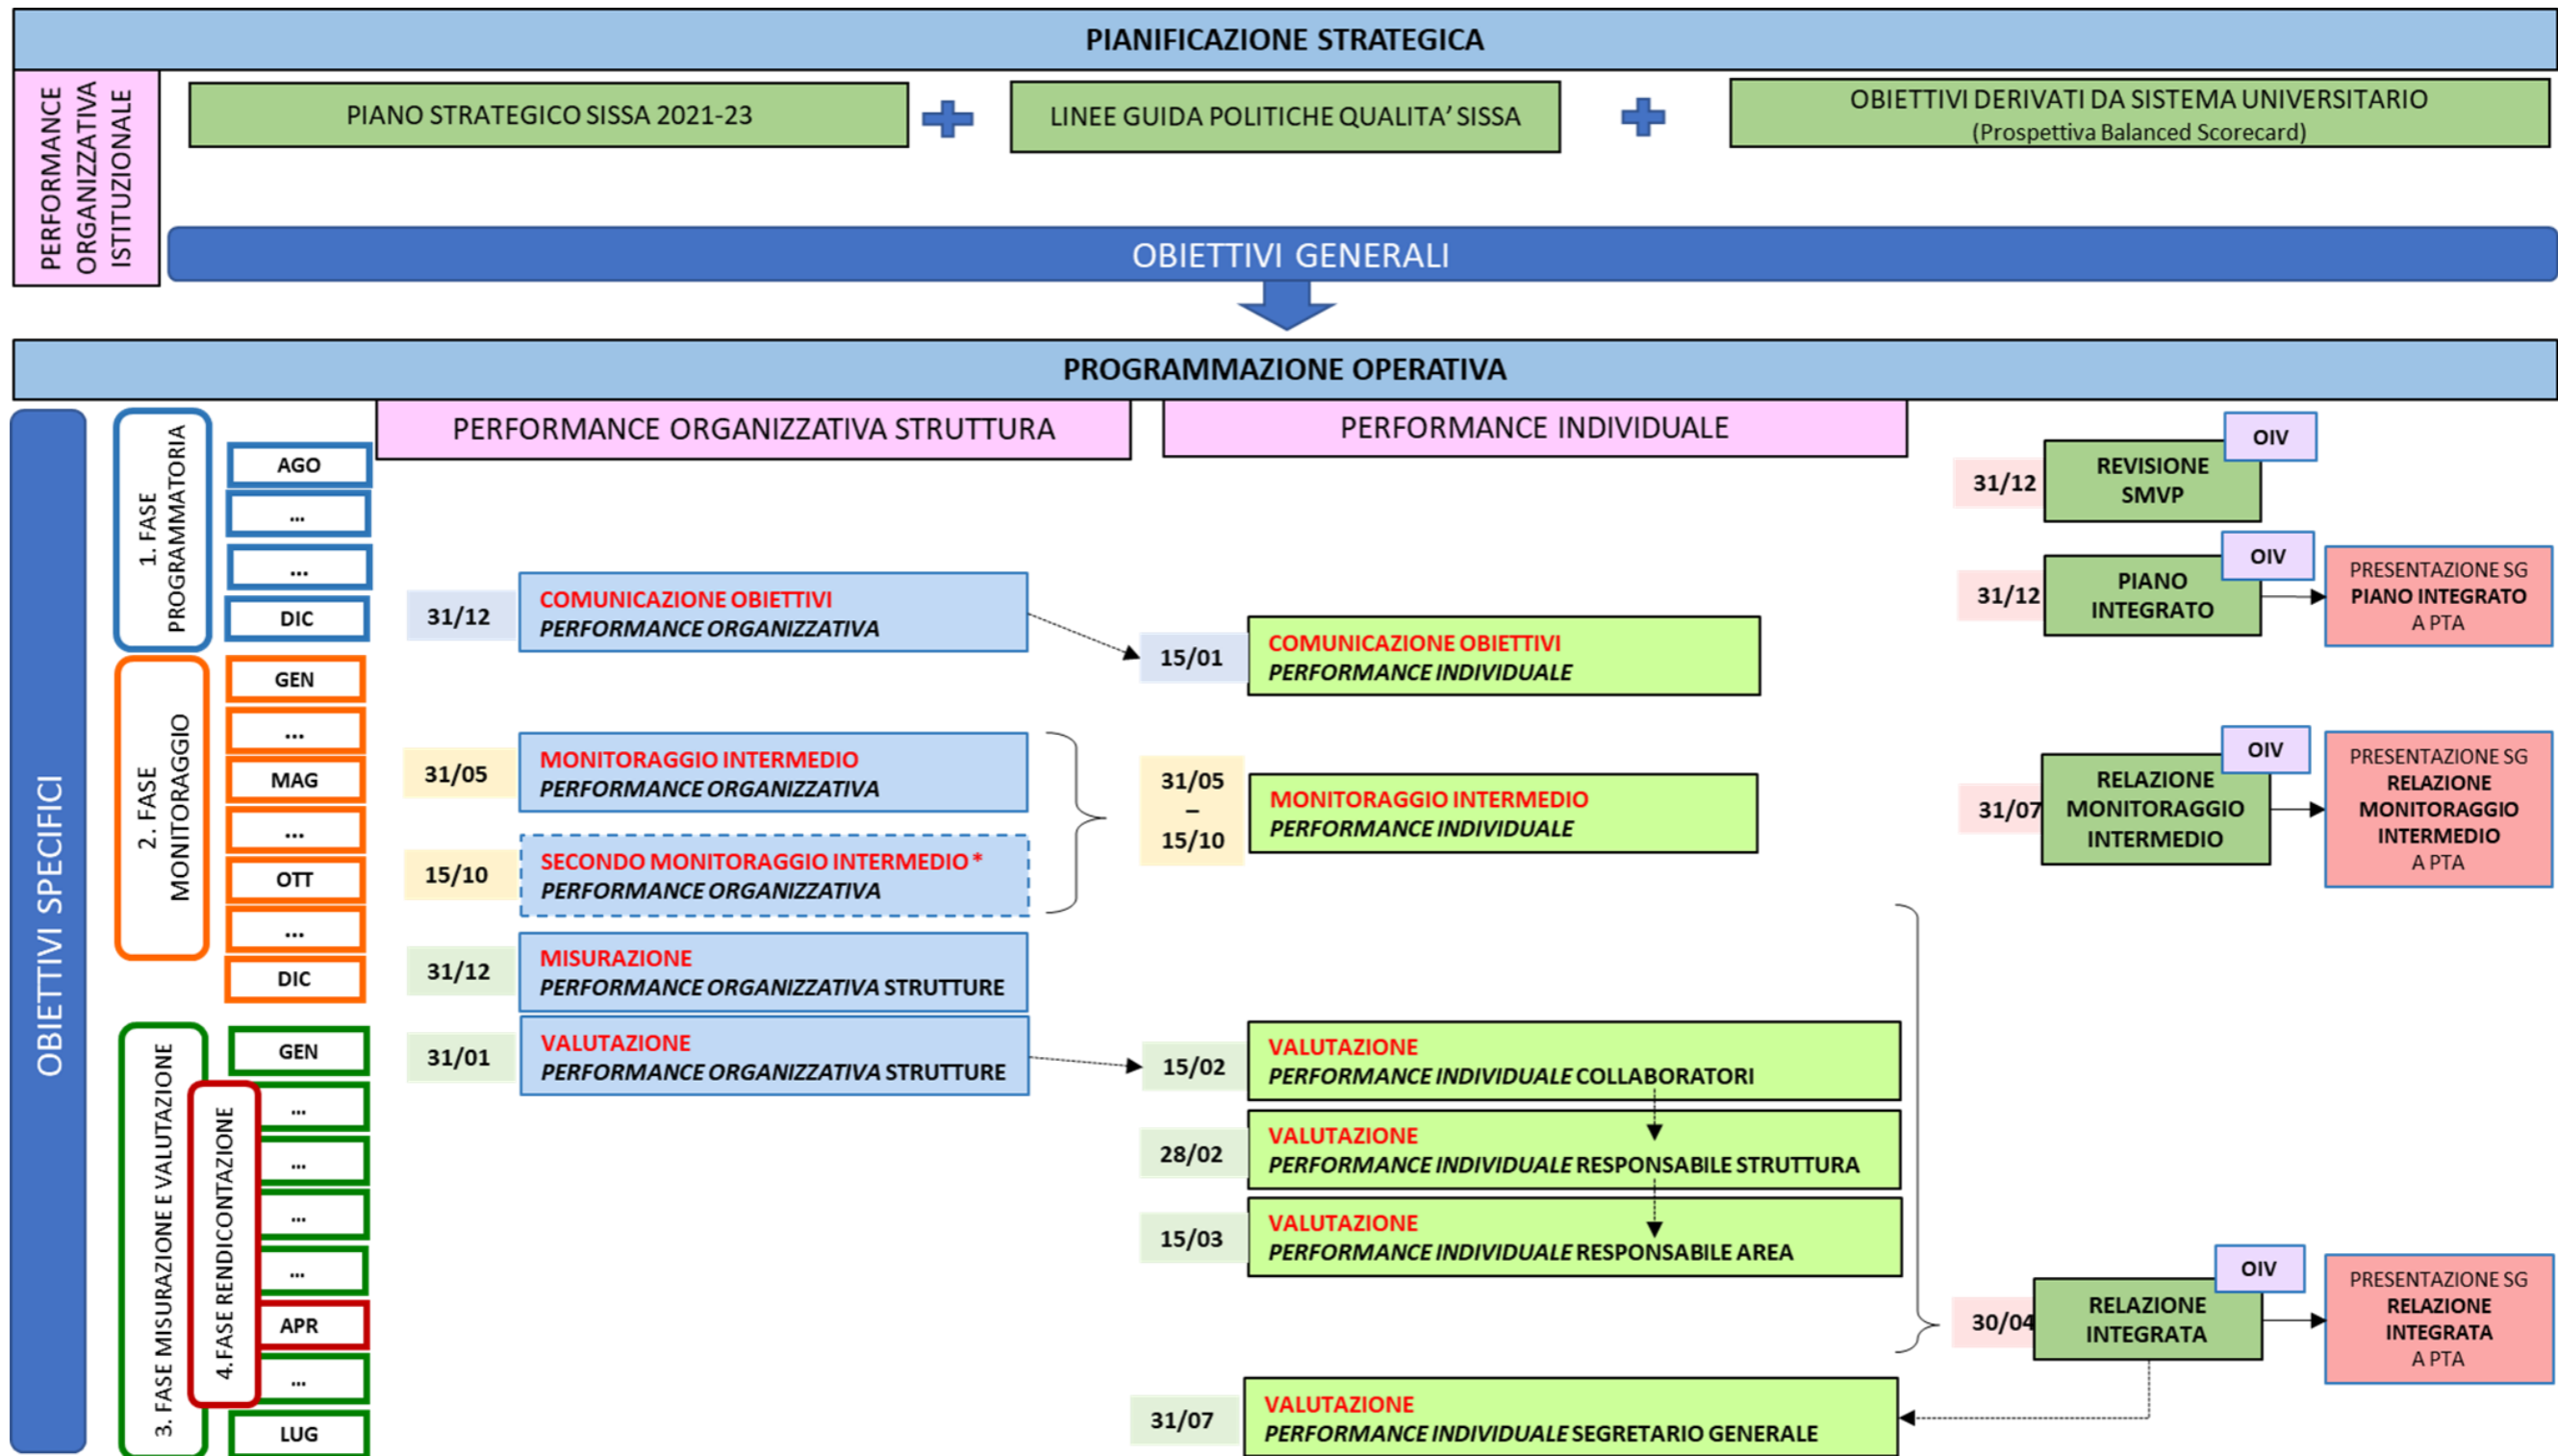 PIANIFICAZIONE STRATEGICA
PERFORMANCE
ORGANIZZATIVA
ISTITUZIONALE
PIANO STRATEGICO SISSA 2021-23
LINEE GUIDA POLITICHE QUALITA’ SISSA
OBIETTIVI DERIVATI DA SISTEMA UNIVERSITARIO
(Prospettiva Balanced Scorecard)
OBIETTIVI GENERALI
PROGRAMMAZIONE OPERATIVA
OBIETTIVI SPECIFICI
1. FASE
PROGRAMMATORIA
AGO
...
...
DIC
2. FASE
MONITORAGGIO
GEN
...
MAG
...
OTT
...
DIC
3. FASE MISURAZIONE E VALUTAZIONE
4.FASE RENDICONTAZIONE
GEN
...
...
...
...
APR
...
LUG
PERFORMANCE ORGANIZZATIVA STRUTTURA
31/12
COMUNICAZIONE OBIETTIVI
PERFORMANCE ORGANIZZATIVA
31/05
MONITORAGGIO INTERMEDIO
PERFORMANCE ORGANIZZATIVA
15/10
SECONDO MONITORAGGIO INTERMEDIO *
PERFORMANCE ORGANIZZATIVA
31/12
MISURAZIONE
PERFORMANCE ORGANIZZATIVA STRUTTURE
31/01
VALUTAZIONE
PERFORMANCE ORGANIZZATIVA STRUTTURE
PERFORMANCE INDIVIDUALE
15/01
COMUNICAZIONE OBIETTIVI
PERFORMANCE INDIVIDUALE
31/05
–
15/10
MONITORAGGIO INTERMEDIO
PERFORMANCE INDIVIDUALE
15/02
VALUTAZIONE
PERFORMANCE INDIVIDUALE COLLABORATORI
28/02
VALUTAZIONE
PERFORMANCE INDIVIDUALE RESPONSABILE STRUTTURA
15/03
VALUTAZIONE
PERFORMANCE INDIVIDUALE RESPONSABILE AREA
31/07
VALUTAZIONE
PERFORMANCE INDIVIDUALE SEGRETARIO GENERALE
OIV
31/12
REVISIONE
SMVP
OIV
31/12
PIANO
INTEGRATO
PRESENTAZIONE SG
PIANO INTEGRATO
A PTA
OIV
31/07
RELAZIONE
MONITORAGGIO
INTERMEDIO
PRESENTAZIONE SG
RELAZIONE
MONITORAGGIO
INTERMEDIO
A PTA
OIV
30/04
RELAZIONE
INTEGRATA
PRESENTAZIONE SG
RELAZIONE
INTEGRATA
A PTA